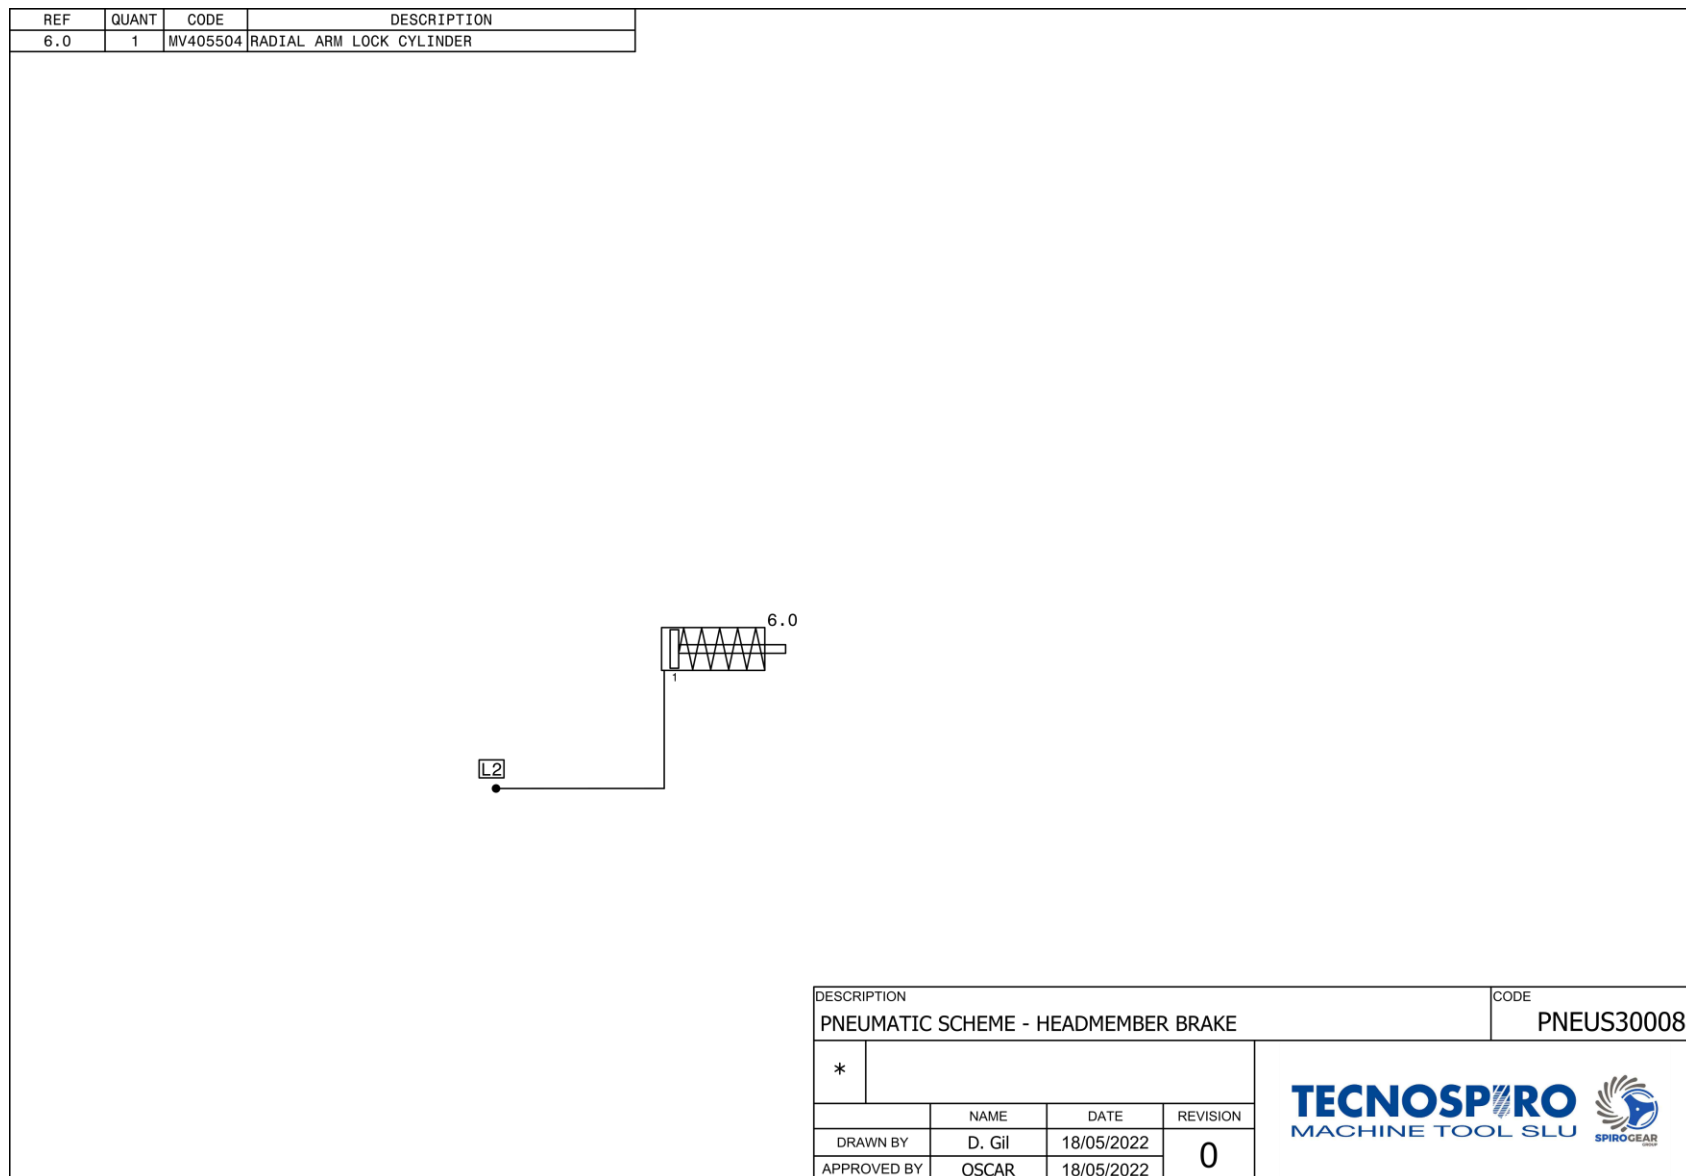 REF QUANT CODE DESCRIPTION
6.0 1 MV405504 RADIAL ARM LOCK CYLINDER
6.0
1
L2
DESCRIPTION CODE
PNEUMATIC SCHEME - HEADMEMBER BRAKE PNEUS30008
*
NAME DATE REVISION
DRAWN BY D. Gil 18/05/2022 0
APPROVED BY OSCAR 18/05/2022
TECNOSPIRO
MACHINE TOOL SLU
SPIROGEAR
GROUP